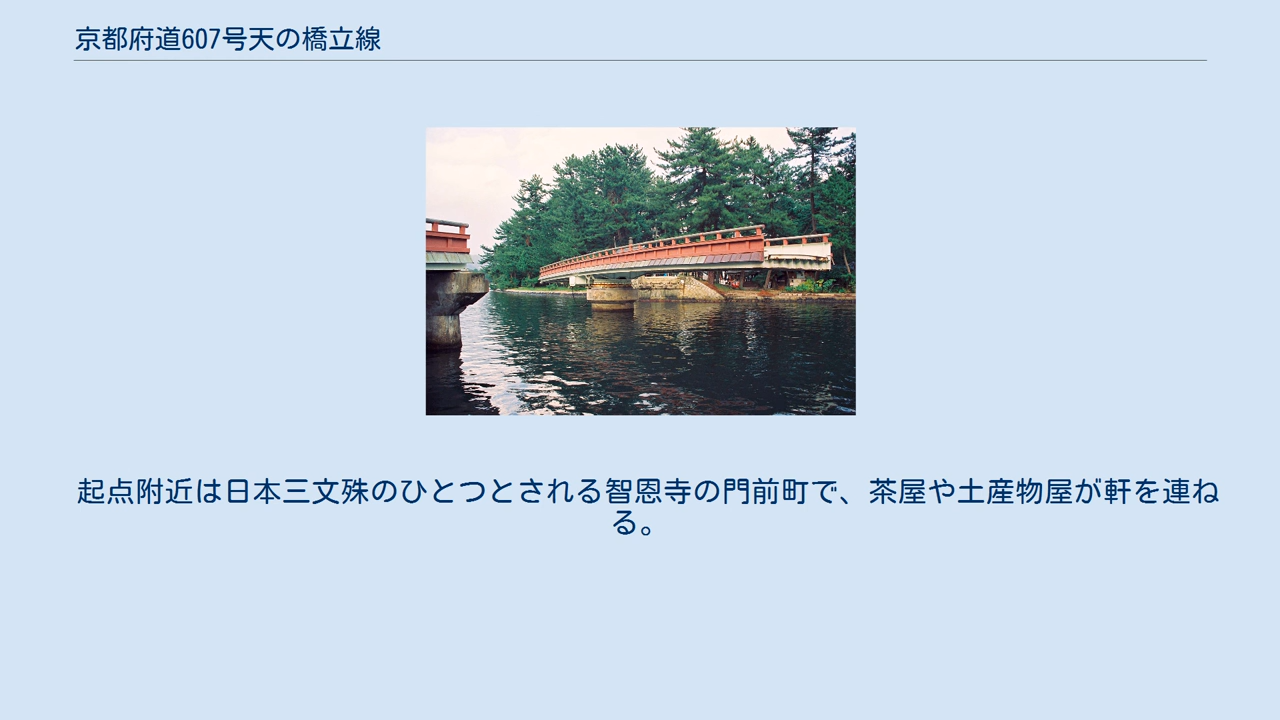 京都府道607号天の橋立線
起点附近は日本三文殊のひとつとされる智恩寺の門前町で、茶屋や土産物屋が軒を連ね
る。